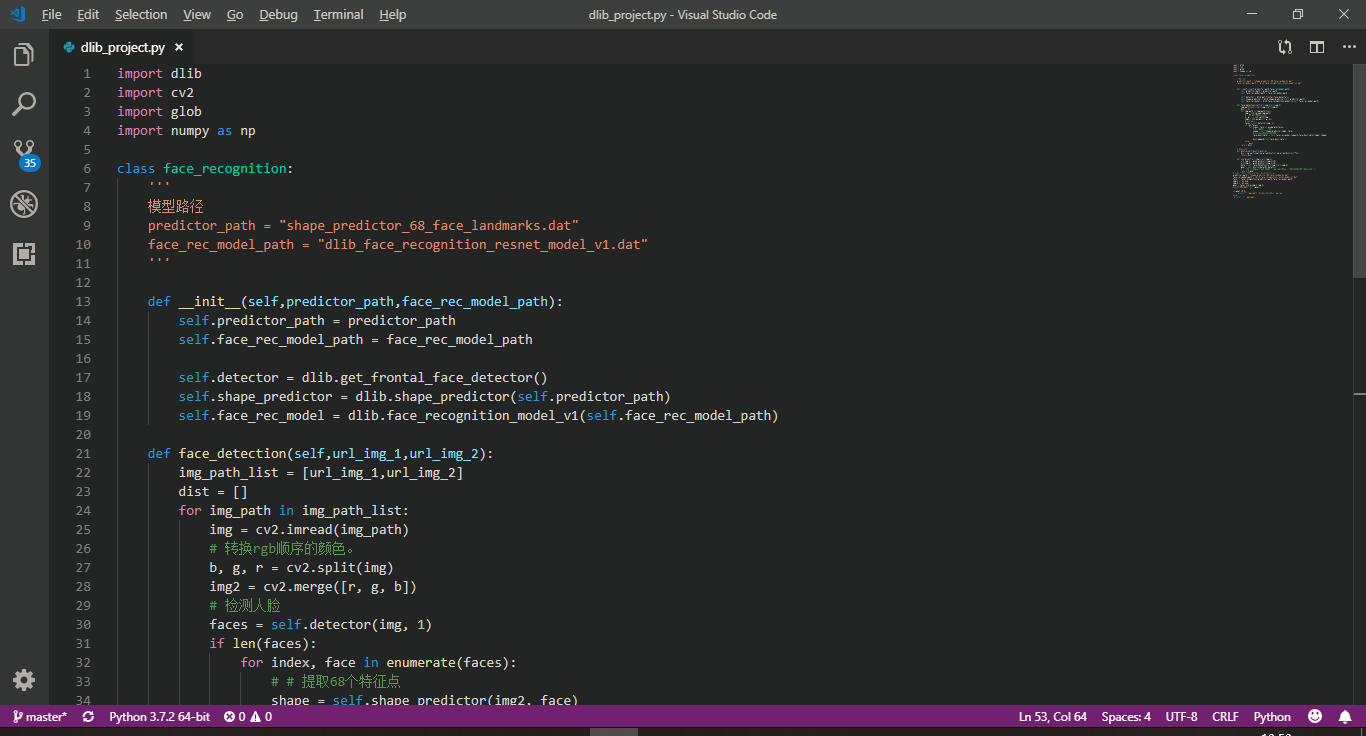 File Edit Selection View Go Debug Terminal Help dlib_project.py - Visual Studio Code
dlib_project.py ×
1 import dlib
2 import cv2
3 import glob
4 import numpy as np
5
6 class face_recognition:
7     '''
8     模型路径
9     predictor_path = "shape_predictor_68_face_landmarks.dat"
10     face_rec_model_path = "dlib_face_recognition_resnet_model_v1.dat"
11     '''
12
13     def __init__(self,predictor_path,face_rec_model_path):
14         self.predictor_path = predictor_path
15         self.face_rec_model_path = face_rec_model_path
16
17         self.detector = dlib.get_frontal_face_detector()
18         self.shape_predictor = dlib.shape_predictor(self.predictor_path)
19         self.face_rec_model = dlib.face_recognition_model_v1(self.face_rec_model_path)
20
21     def face_detection(self,url_img_1,url_img_2):
22         img_path_list = [url_img_1,url_img_2]
23         dist = []
24         for img_path in img_path_list:
25             img = cv2.imread(img_path)
26             # 转换rgb顺序的颜色。
27             b, g, r = cv2.split(img)
28             img2 = cv2.merge([r, g, b])
29             # 检测人脸
30             faces = self.detector(img, 1)
31             if len(faces):
32                 for index, face in enumerate(faces):
33                     # # 提取68个特征点
34                     shape = self.shape_predictor(img2, face)
35
master* Python 3.7.2 64-bit 0 0 Ln 53, Col 64 Spaces: 4 UTF-8 CRLF Python